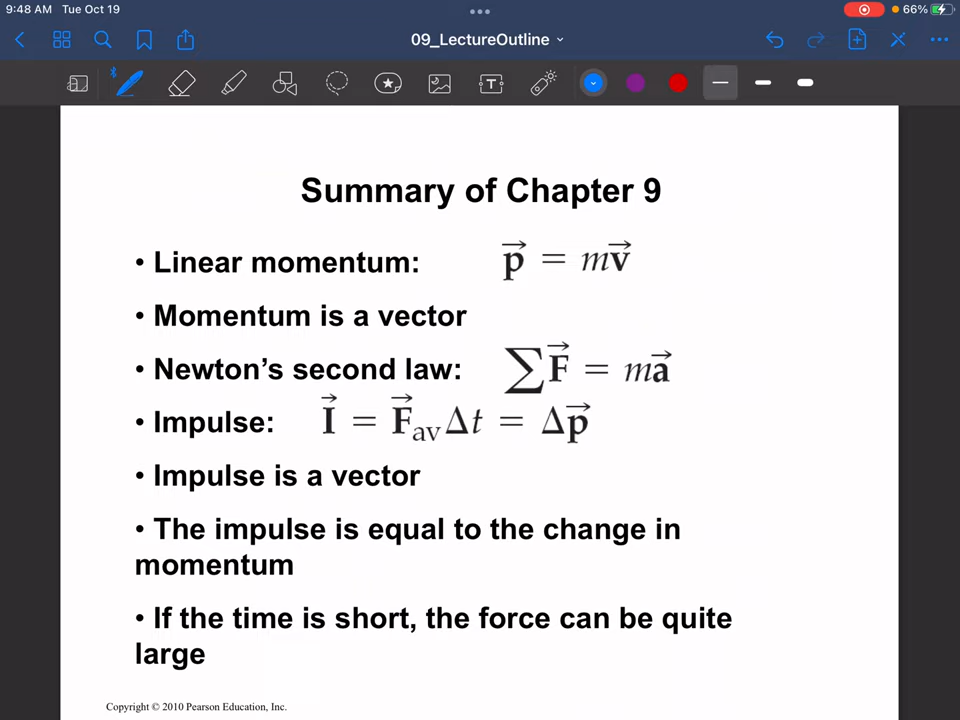 9:48 AM Tue Oct 19
66%
09_LectureOutline
T
Summary of Chapter 9
• Linear momentum: p⃗ = mv⃗
• Momentum is a vector
• Newton’s second law: ∑F⃗ = ma⃗
• Impulse: I⃗ = F⃗av Δt = Δp⃗
• Impulse is a vector
• The impulse is equal to the change in
momentum
• If the time is short, the force can be quite
large
Copyright © 2010 Pearson Education, Inc.